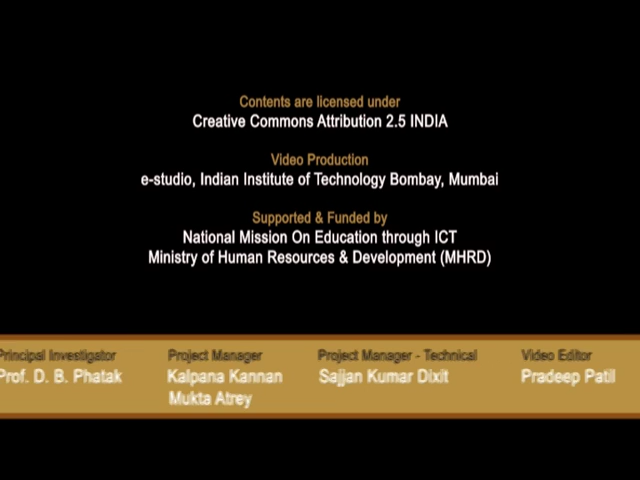 Contents are licensed under
Creative Commons Attribution 2.5 INDIA
Video Production
e-studio, Indian Institute of Technology Bombay, Mumbai
Supported & Funded by
National Mission On Education through ICT
Ministry of Human Resources & Development (MHRD)
Principal Investigator Project Manager Project Manager - Technical Video Editor
Prof. D. B. Phatak Kalpana Kannan Sajjan Kumar Dixit Pradeep Patil
Mukta Atrey